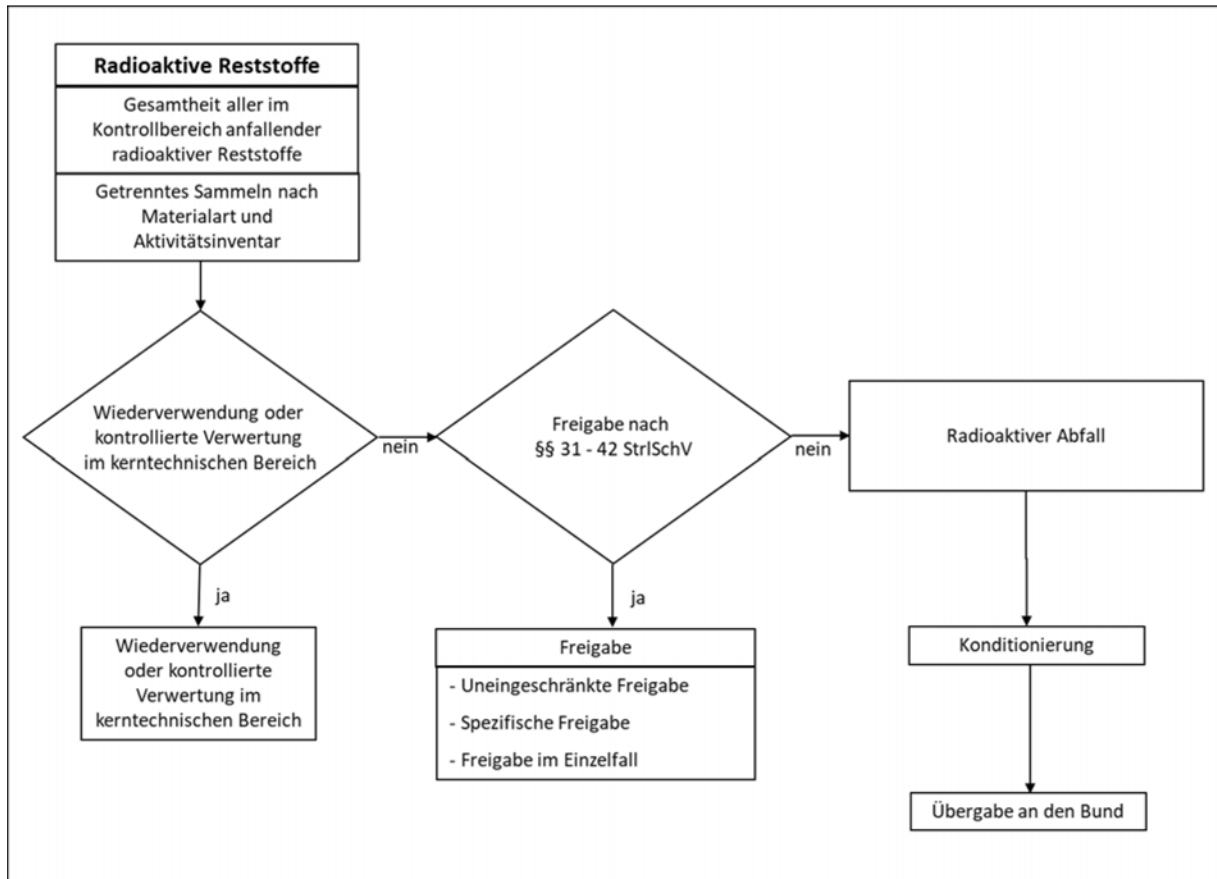 Radioaktive Reststoffe
Gesamtheit aller im
Kontrollbereich anfallender
radioaktiver Reststoffe
Getrenntes Sammeln nach
Materialart und
Aktivitätsinventar
Wiederverwendung oder
kontrollierte Verwertung
im kerntechnischen Bereich
nein
Freigabe nach
§§ 31 - 42 StrlSchV
nein
Radioaktiver Abfall
ja
Wiederverwendung
oder kontrollierte
Verwertung im
kerntechnischen Bereich
ja
Freigabe
- Uneingeschränkte Freigabe
- Spezifische Freigabe
- Freigabe im Einzelfall
Konditionierung
Übergabe an den Bund